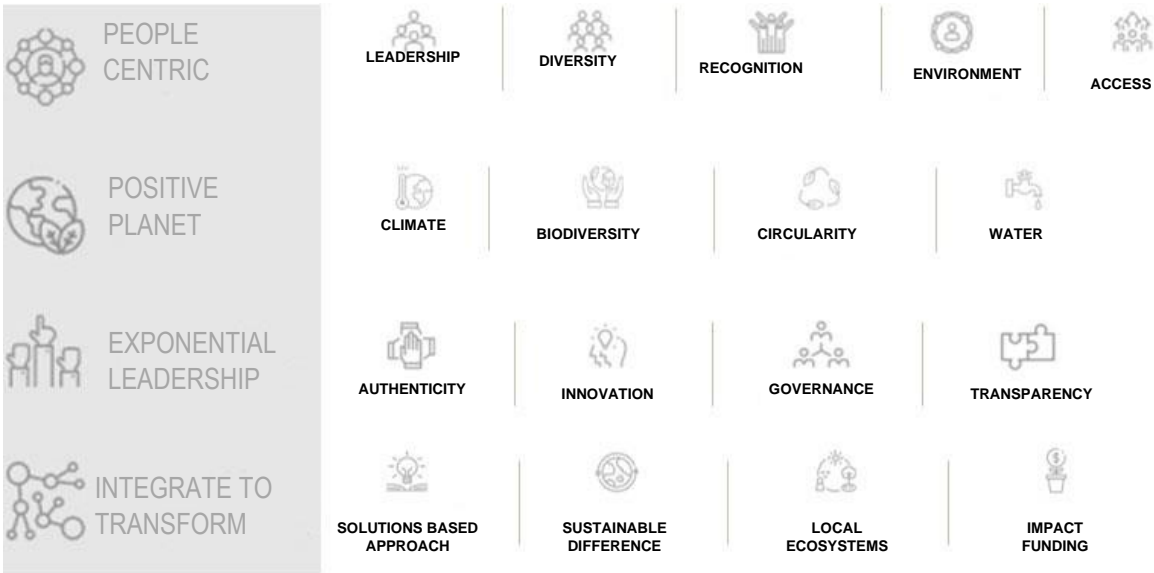 PEOPLE
CENTRIC
LEADERSHIP
DIVERSITY
RECOGNITION
ENVIRONMENT
ACCESS
POSITIVE
PLANET
CLIMATE
BIODIVERSITY
CIRCULARITY
WATER
EXPONENTIAL
LEADERSHIP
AUTHENTICITY
INNOVATION
GOVERNANCE
TRANSPARENCY
INTEGRATE TO
TRANSFORM
SOLUTIONS BASED
APPROACH
SUSTAINABLE
DIFFERENCE
LOCAL
ECOSYSTEMS
IMPACT
FUNDING